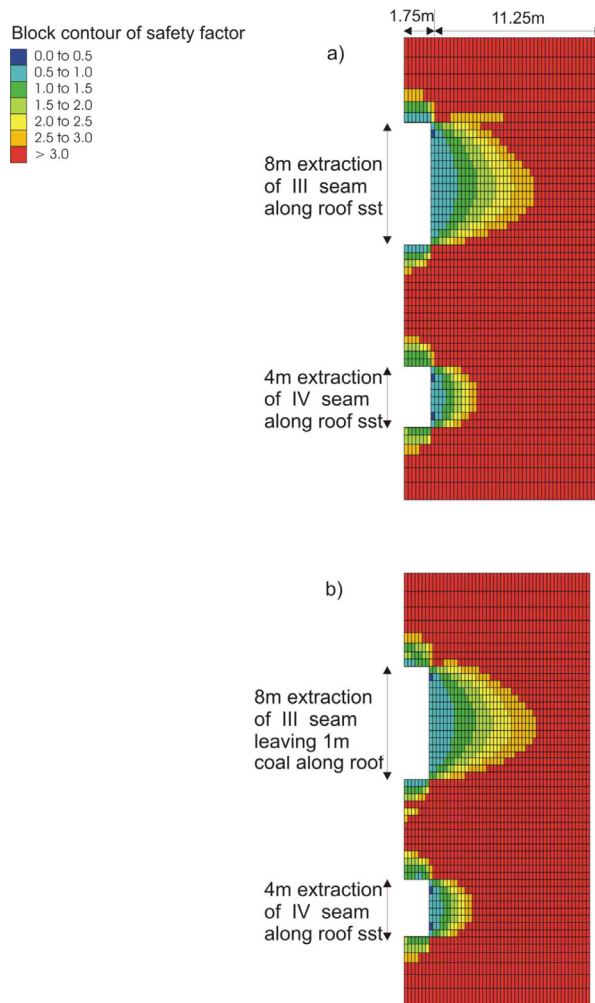 1.75m 11.25m
Block contour of safety factor
0.0 to 0.5
0.5 to 1.0
1.0 to 1.5
1.5 to 2.0
2.0 to 2.5
2.5 to 3.0
> 3.0
a)
8m extraction
of III seam
along roof sst
4m extraction
of IV seam
along roof sst
b)
8m extraction
of III seam
leaving 1m
coal along roof
4m extraction
of IV seam
along roof sst